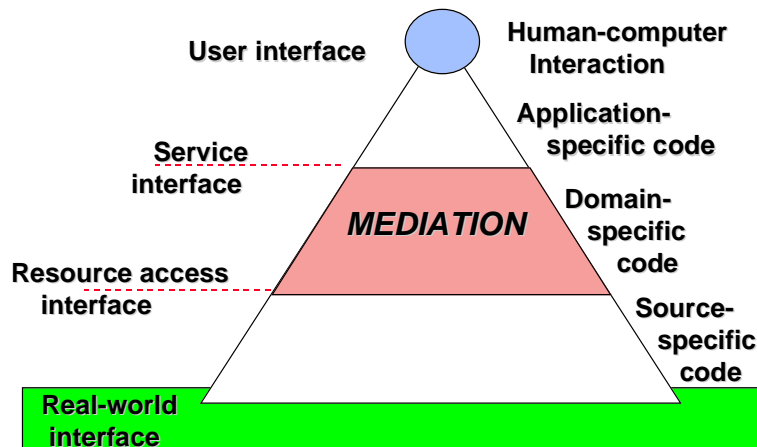 User interface
Human-computer
Interaction
Application-
specific code
Service
interface
MEDIATION
Domain-
specific
code
Resource access
interface
Source-
specific
code
Real-world
interface